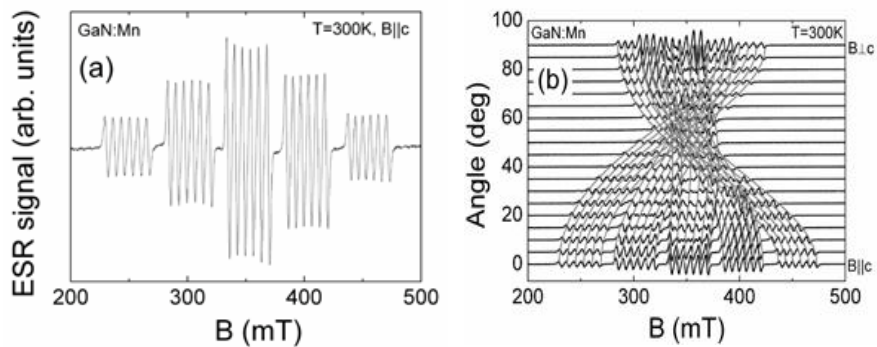 GaN:Mn
T=300K, B||c
(a)
ESR signal (arb. units)
200
300
400
500
B (mT)
GaN:Mn
T=300K
(b)
B⊥c
B||c
Angle (deg)
100
80
60
40
20
0
200
300
400
500
B (mT)